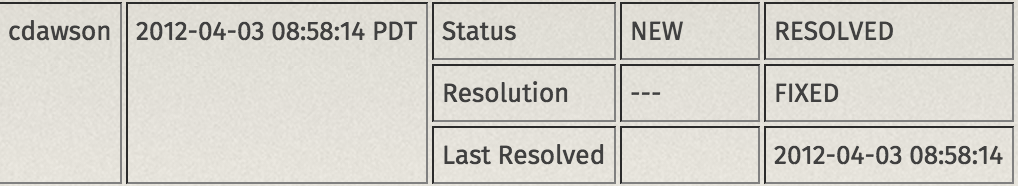 cdawson 2012-04-03 08:58:14 PDT Status NEW RESOLVED
Resolution --- FIXED
Last Resolved 2012-04-03 08:58:14